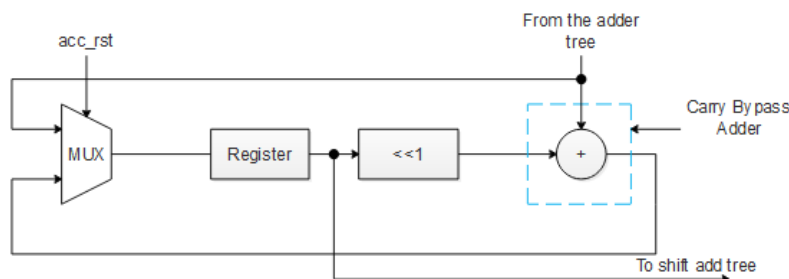 From the adder
tree
acc_rst
Carry Bypass
Adder
MUX
Register
<<1
+
To shift add tree